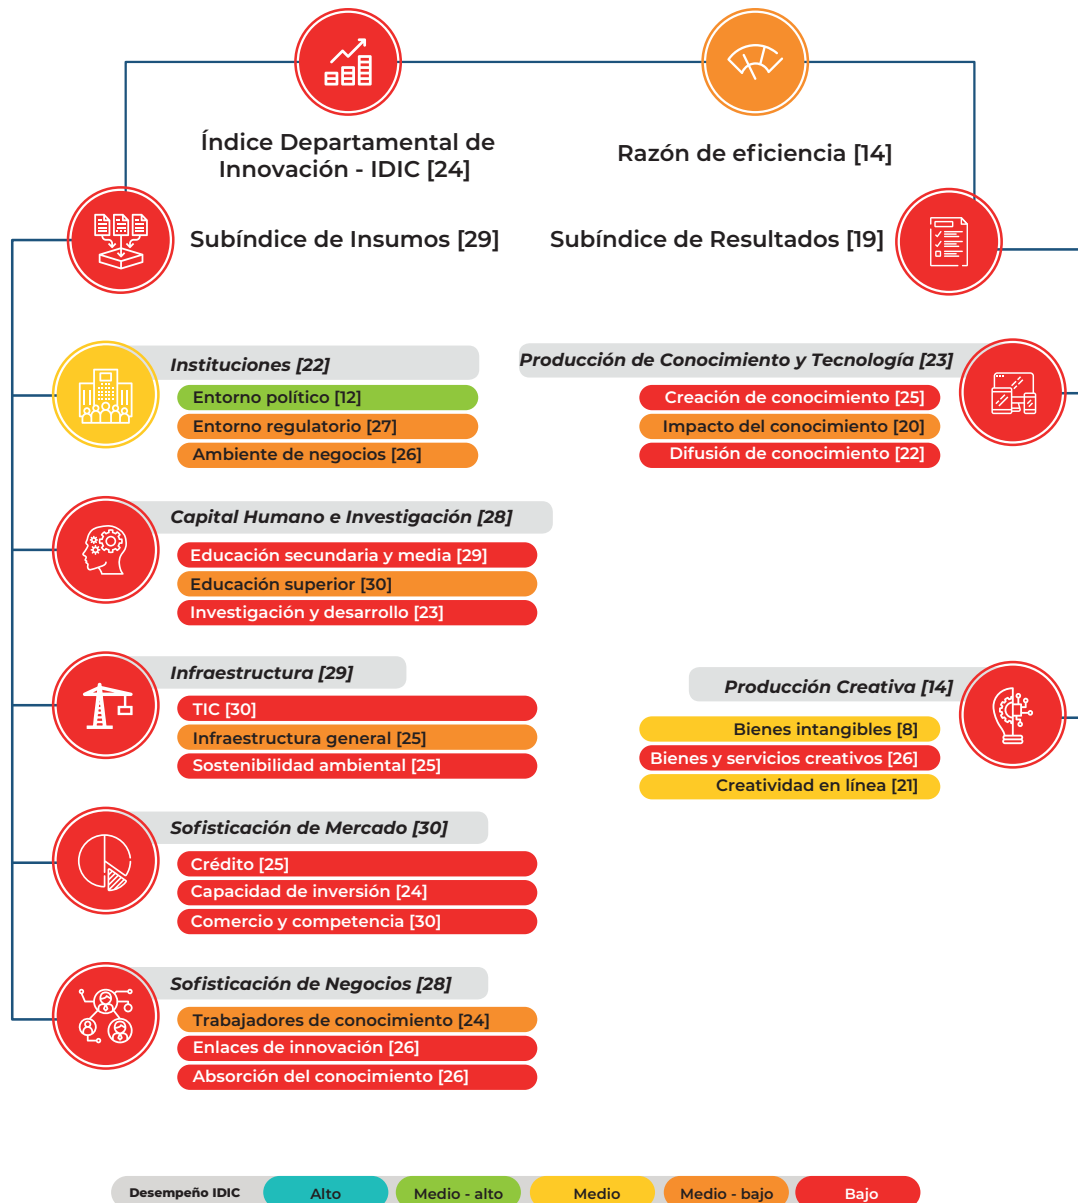 Índice Departamental de
Innovación - IDIC [24]
Razón de eficiencia [14]
Subíndice de Insumos [29]
Subíndice de Resultados [19]
Instituciones [22]
Entorno político [12]
Entorno regulatorio [27]
Ambiente de negocios [26]
Capital Humano e Investigación [28]
Educación secundaria y media [29]
Educación superior [30]
Investigación y desarrollo [23]
Infraestructura [29]
TIC [30]
Infraestructura general [25]
Sostenibilidad ambiental [25]
Sofisticación de Mercado [30]
Crédito [25]
Capacidad de inversión [24]
Comercio y competencia [30]
Sofisticación de Negocios [28]
Trabajadores de conocimiento [24]
Enlaces de innovación [26]
Absorción del conocimiento [26]
Producción de Conocimiento y Tecnología [23]
Creación de conocimiento [25]
Impacto del conocimiento [20]
Difusión de conocimiento [22]
Producción Creativa [14]
Bienes intangibles [8]
Bienes y servicios creativos [26]
Creatividad en línea [21]
Desempeño IDIC Alto Medio - alto Medio Medio - bajo Bajo